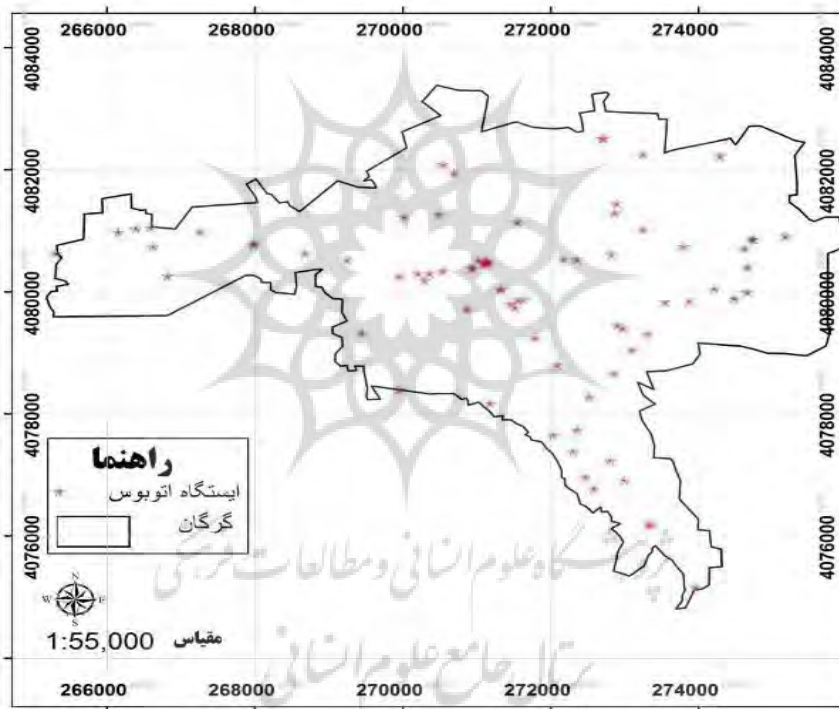 266000 268000 270000 272000 274000
4084000 4084000
4082000 4082000
4080000 4080000
4078000 4078000
4076000 4076000
راهنما
ایستگاه اتوبوس
گرگان
پژوهشگاه علوم انسانی و مطالعات فرهنگی
N
W E
S
مقیاس 1:55,000
پرتال جامع علوم انسانی
266000 268000 270000 272000 274000